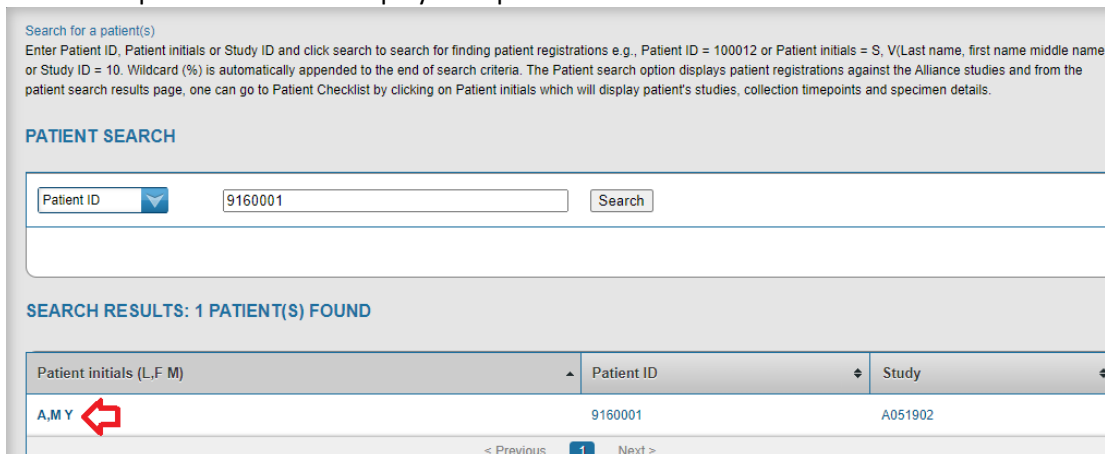 Search for a patient(s)
Enter Patient ID, Patient initials or Study ID and click search to search for finding patient registrations e.g., Patient ID = 100012 or Patient initials = S, V(Last name, first name middle name
or Study ID = 10. Wildcard (%) is automatically appended to the end of search criteria. The Patient search option displays patient registrations against the Alliance studies and from the
patient search results page, one can go to Patient Checklist by clicking on Patient initials which will display patient's studies, collection timepoints and specimen details.
PATIENT SEARCH
Patient ID 9160001 Search
SEARCH RESULTS: 1 PATIENT(S) FOUND
Patient initials (L,F M) Patient ID Study
A,M Y 9160001 A051902
< Previous 1 Next >